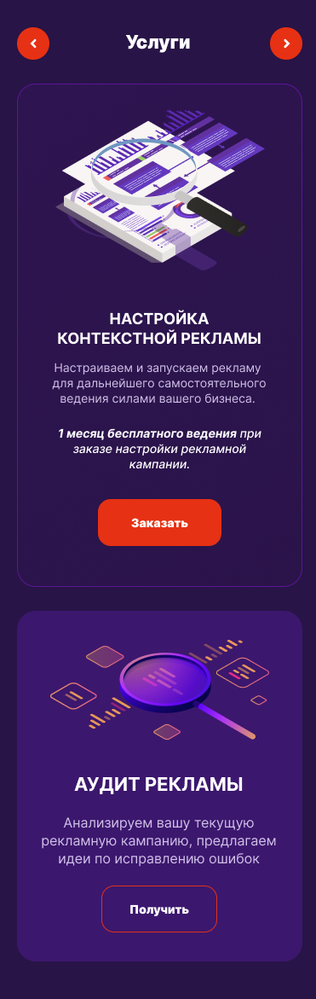 Услуги
НАСТРОЙКА
КОНТЕКСТНОЙ РЕКЛАМЫ
Настраиваем и запускаем рекламу
для дальнейшего самостоятельного
ведения силами вашего бизнеса.
1 месяц бесплатного ведения при
заказе настройки рекламной
кампании.
Заказать
АУДИТ РЕКЛАМЫ
Анализируем вашу текущую
рекламную кампанию, предлагаем
идеи по исправлению ошибок
Получить